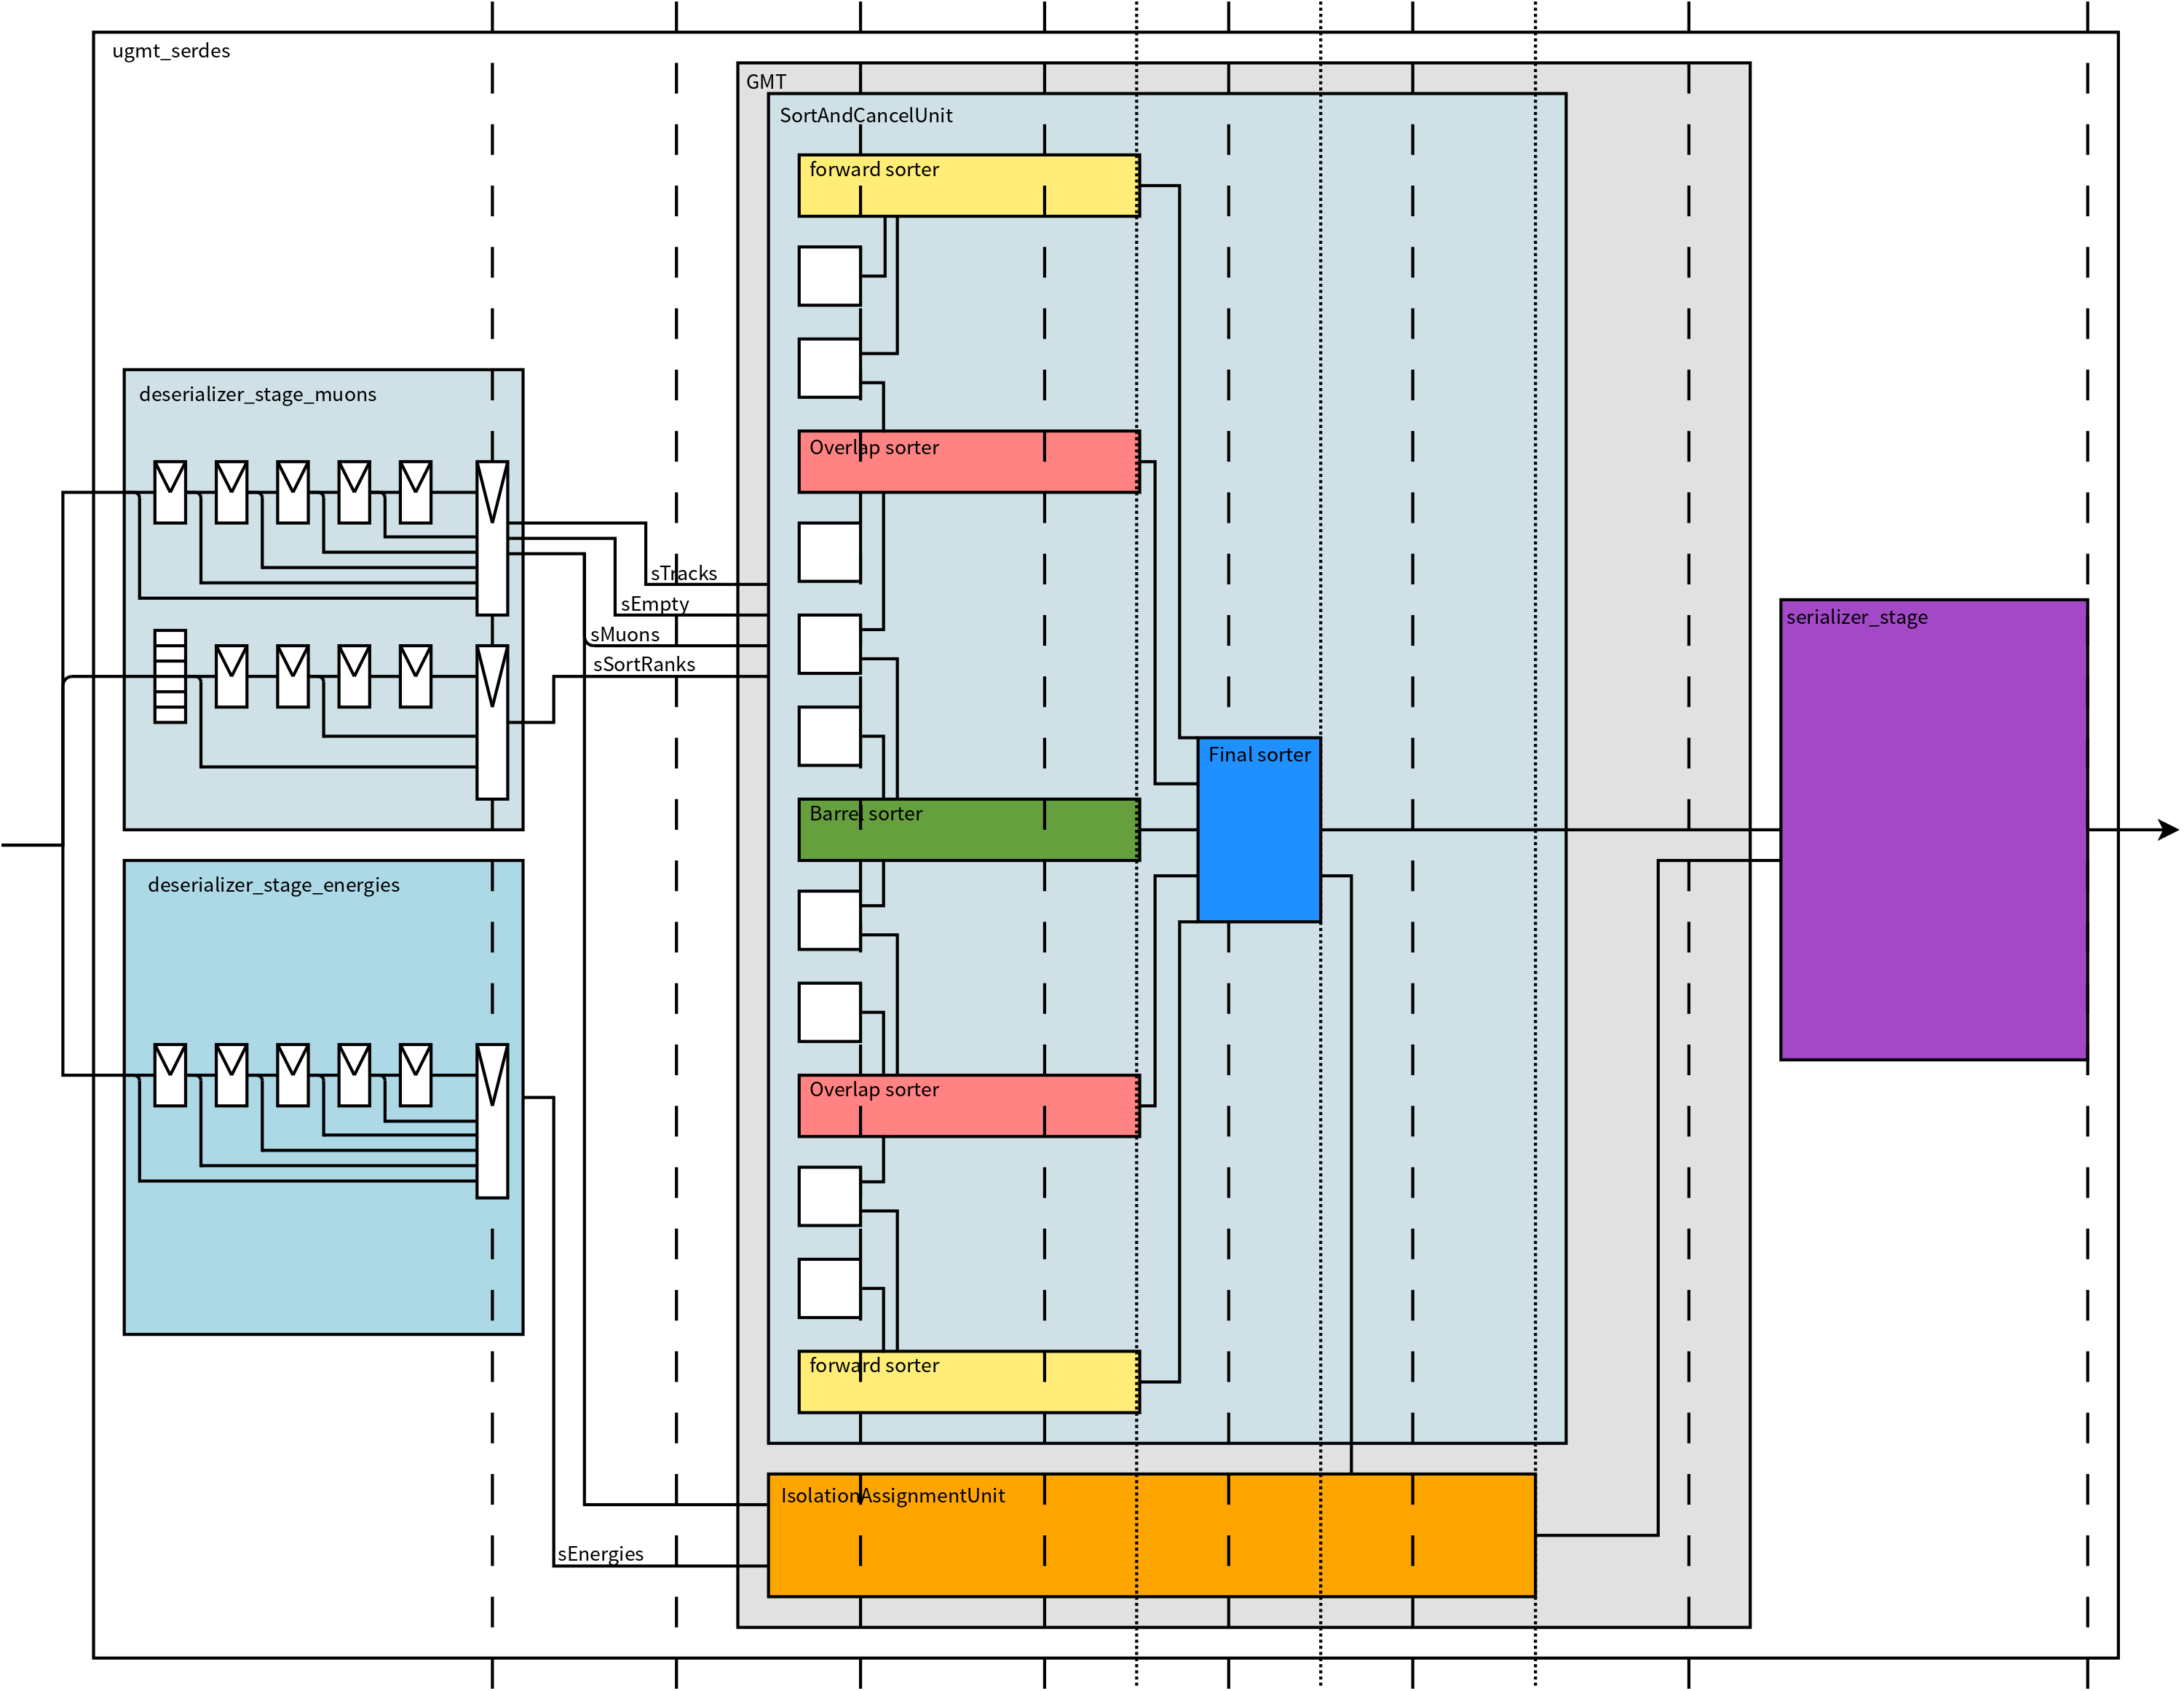 ugmt_serdes
GMT
SortAndCancelUnit
forward sorter
deserializer_stage_muons
Overlap sorter
sTracks
sEmpty
sMuons
sSortRanks
serializer_stage
Final sorter
Barrel sorter
deserializer_stage_energies
Overlap sorter
forward sorter
IsolationAssignmentUnit
sEnergies